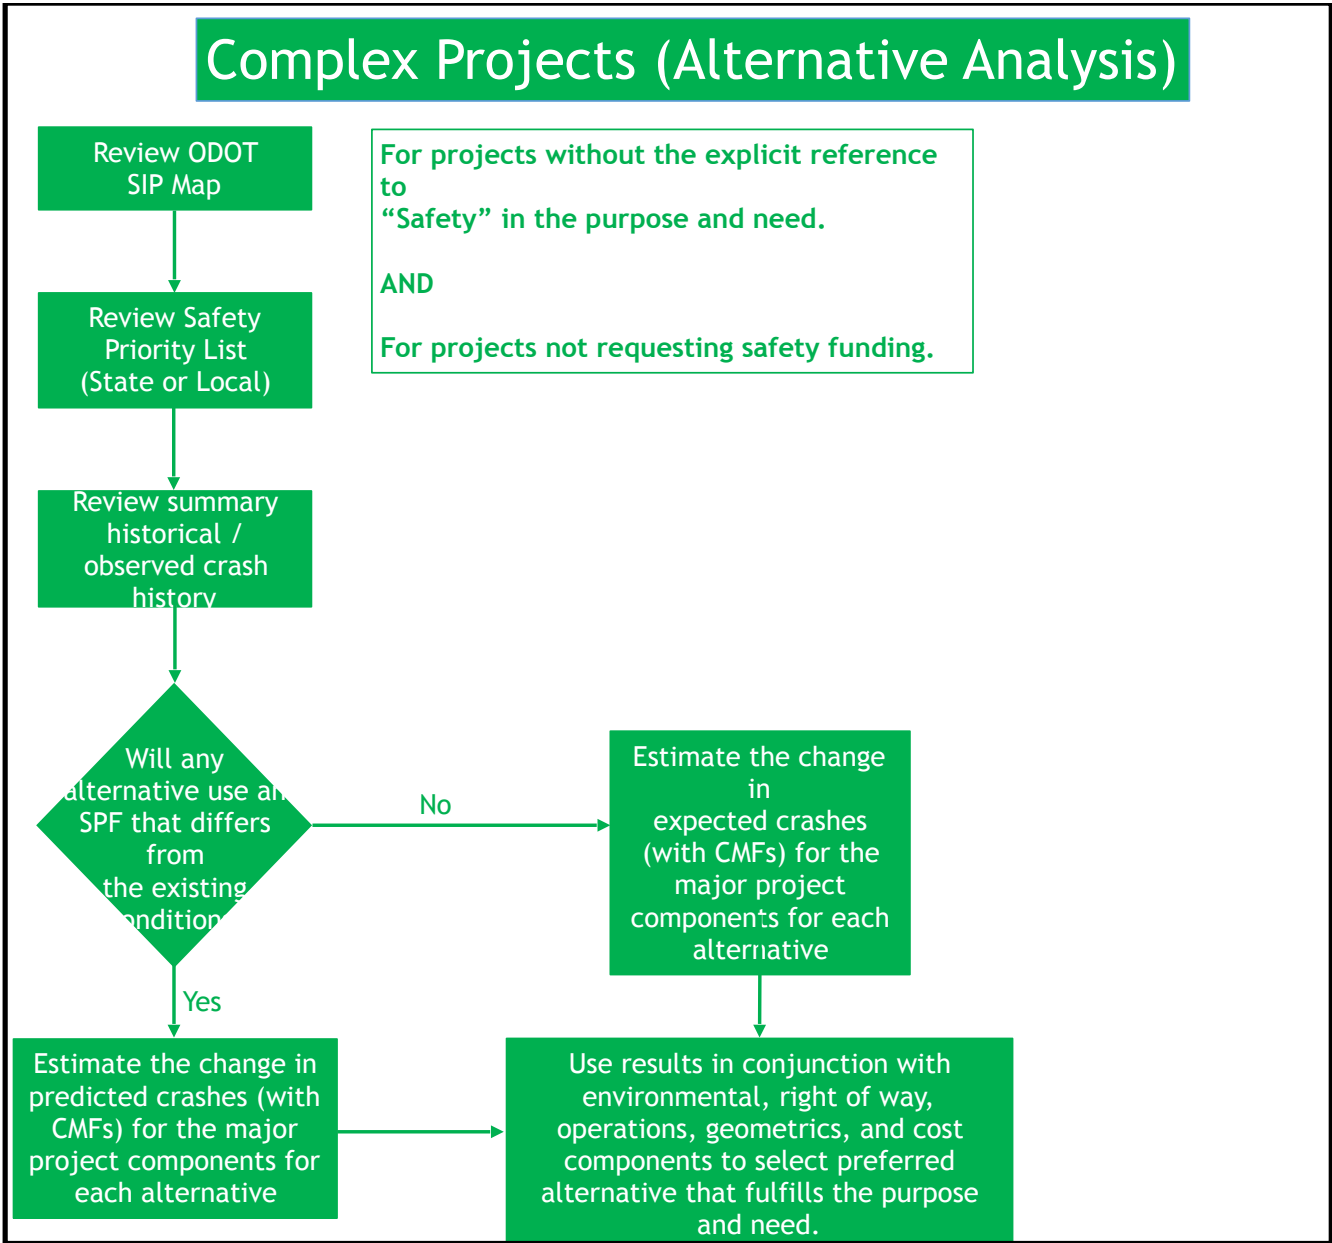 Complex Projects (Alternative Analysis)
Review ODOT
SIP Map
For projects without the explicit reference
to
“Safety” in the purpose and need.
AND
For projects not requesting safety funding.
Review Safety
Priority List
(State or Local)
Review summary
historical /
observed crash
history
Will any
alternative use an
SPF that differs
from
the existing
condition
No
Estimate the change
in
expected crashes
(with CMFs) for the
major project
components for each
alternative
Yes
Estimate the change in
predicted crashes (with
CMFs) for the major
project components for
each alternative
Use results in conjunction with
environmental, right of way,
operations, geometrics, and cost
components to select preferred
alternative that fulfills the purpose
and need.